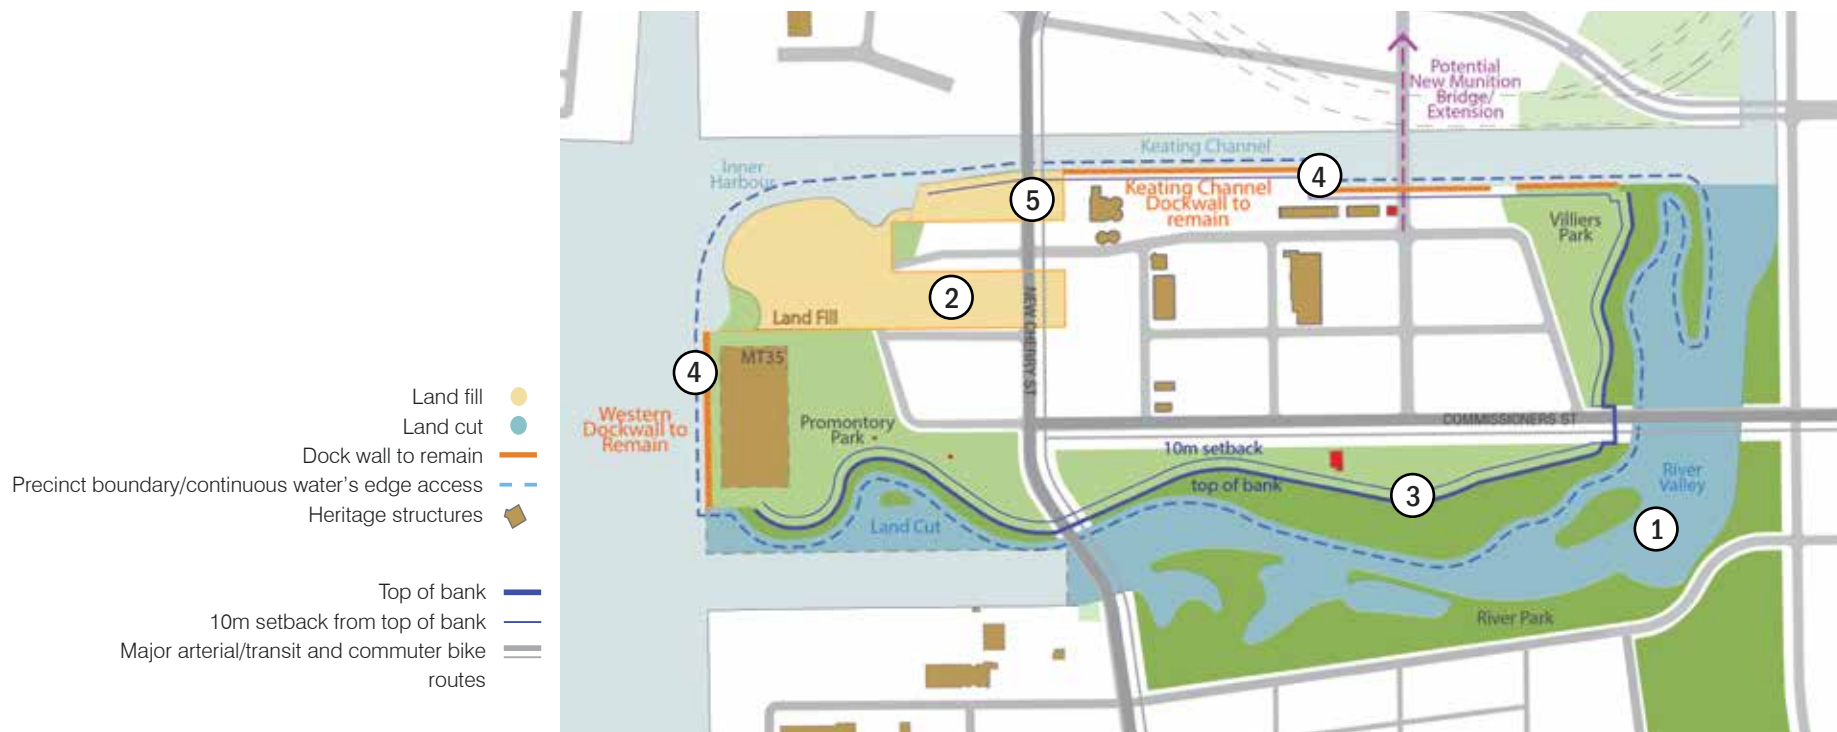 Land fill
Land cut
Dock wall to remain
Precinct boundary/continuous water's edge access
Heritage structures
Top of bank
10m setback from top of bank
Major arterial/transit and commuter bike
routes
Potential
New Munition
Bridge/
Extension
Keating Channel
Inner
Harbour
4
5
Keating Channel
Dockwall to
remain
Villiers
Park
2
Land Fill
NEW CHERRY ST
MT35
4
Western
Dockwall to
Remain
Promontory
Park
COMMISSIONERS ST
10m setback
top of bank
3
River
Valley
Land Cut
1
River Park